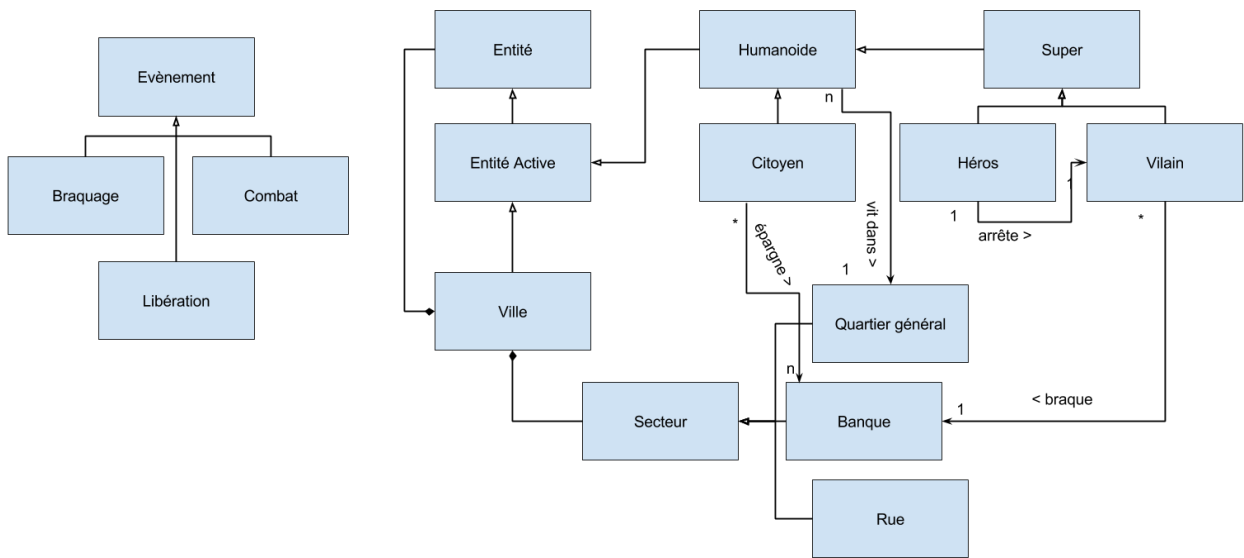 Entité
Humanoide
Super
Evènement
n
Entité Active
Citoyen
Héros
Vilain
Braquage
Combat
1
1
*
*
arrête >
épargne >
vit dans >
1
Libération
Ville
Quartier général
n
< braque
1
Secteur
Banque
Rue